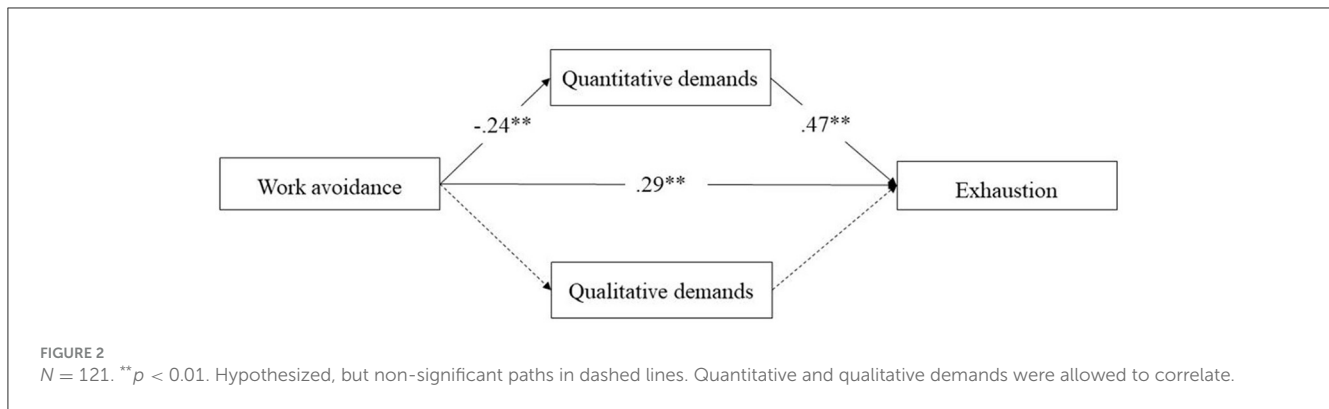 Quantitative demands
-.24**
.47**
Work avoidance
.29**
Exhaustion
Qualitative demands
FIGURE 2
N = 121. **p < 0.01. Hypothesized, but non-significant paths in dashed lines. Quantitative and qualitative demands were allowed to correlate.